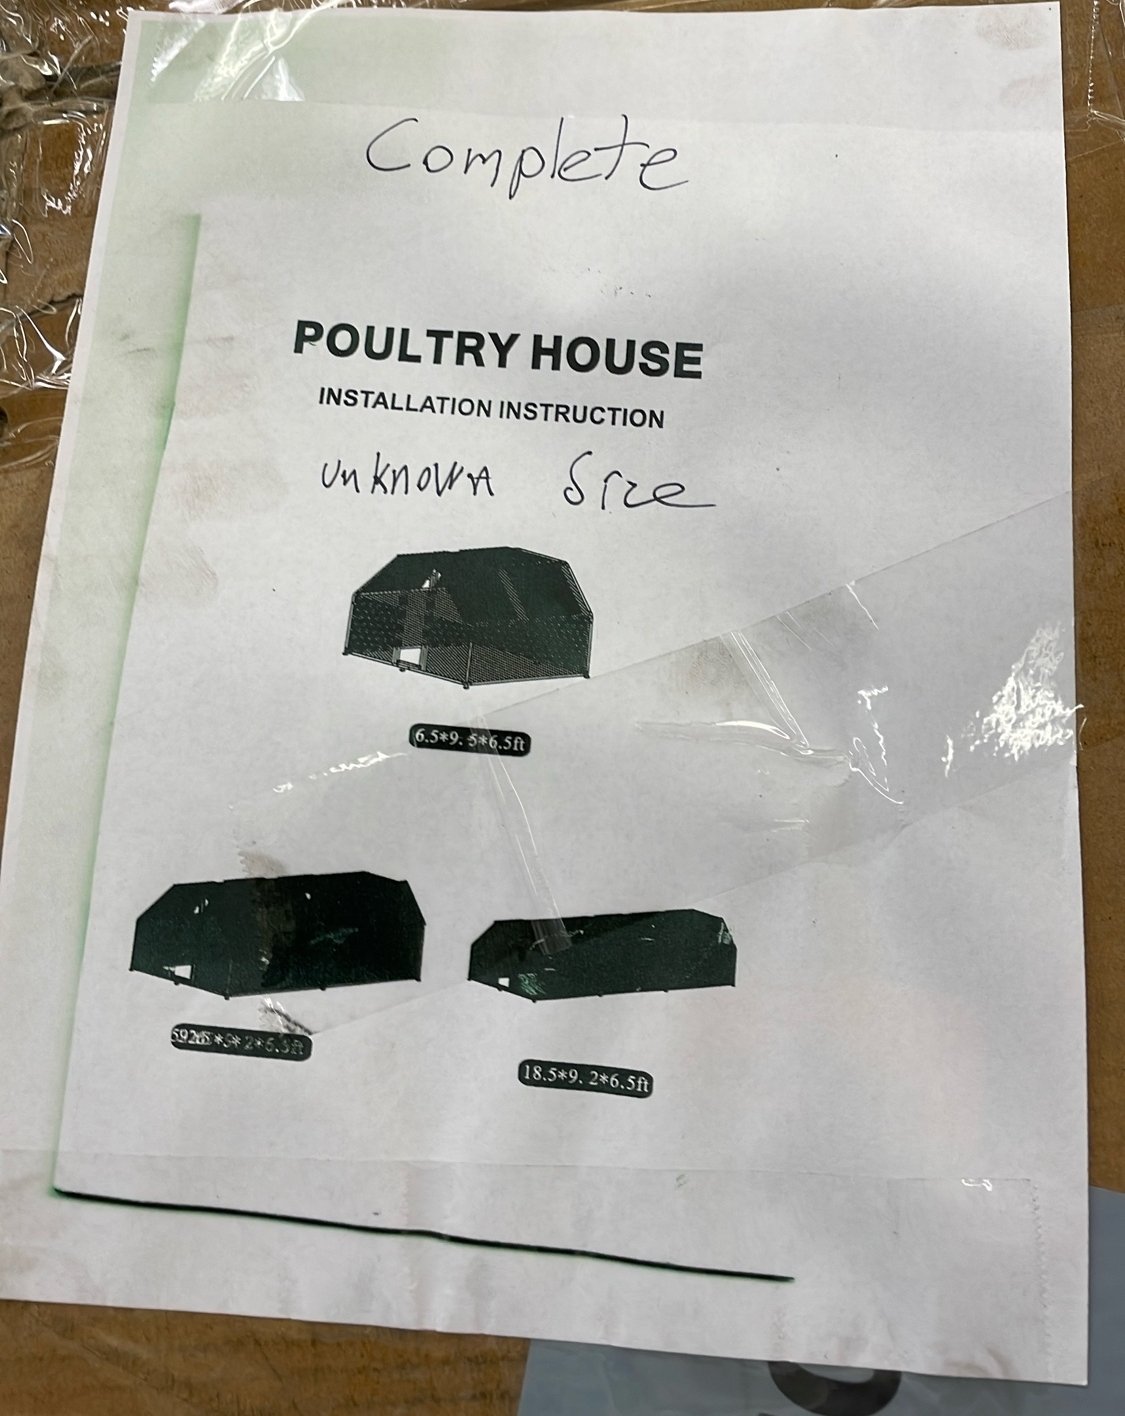 Complete
POULTRY HOUSE
INSTALLATION INSTRUCTION
unknown Size
6.5*9. 5*6.5ft
18.5*9. 2*6.5ft